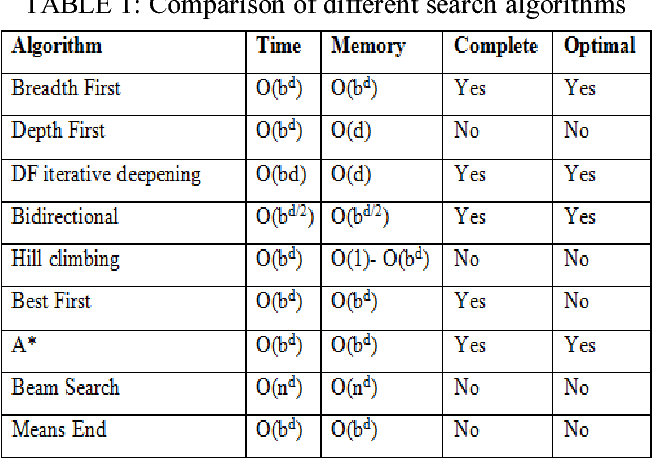 TABLE 1: Comparison of different search algorithms
Algorithm Time Memory Complete Optimal
Breadth First O(b^d) O(b^d) Yes Yes
Depth First O(b^d) O(d) No No
DF iterative deepening O(bd) O(d) Yes Yes
Bidirectional O(b^d/2) O(b^d/2) Yes Yes
Hill climbing O(b^d) O(1)- O(b^d) No No
Best First O(b^d) O(b^d) Yes No
A* O(b^d) O(b^d) Yes Yes
Beam Search O(n^d) O(n^d) No No
Means End O(b^d) O(b^d) No No